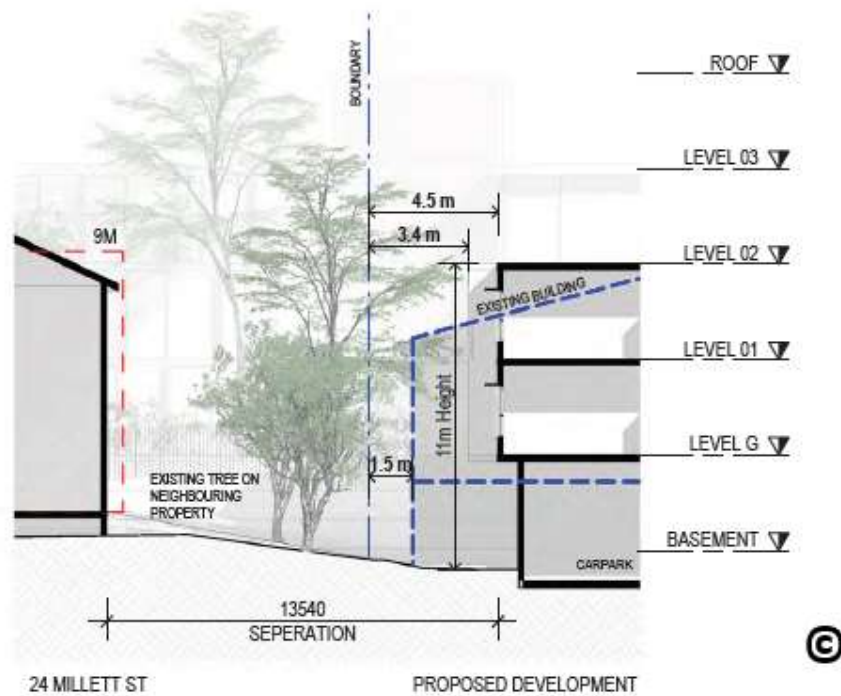 BOUNDARY
ROOF
LEVEL 03
4.5 m
3.4 m
9M
LEVEL 02
EXISTING BUILDING
LEVEL 01
11m Height
LEVEL G
1.5 m
EXISTING TREE ON
NEIGHBOURING
PROPERTY
BASEMENT
CARPARK
13540
SEPERATION
©
24 MILLETT ST
PROPOSED DEVELOPMENT